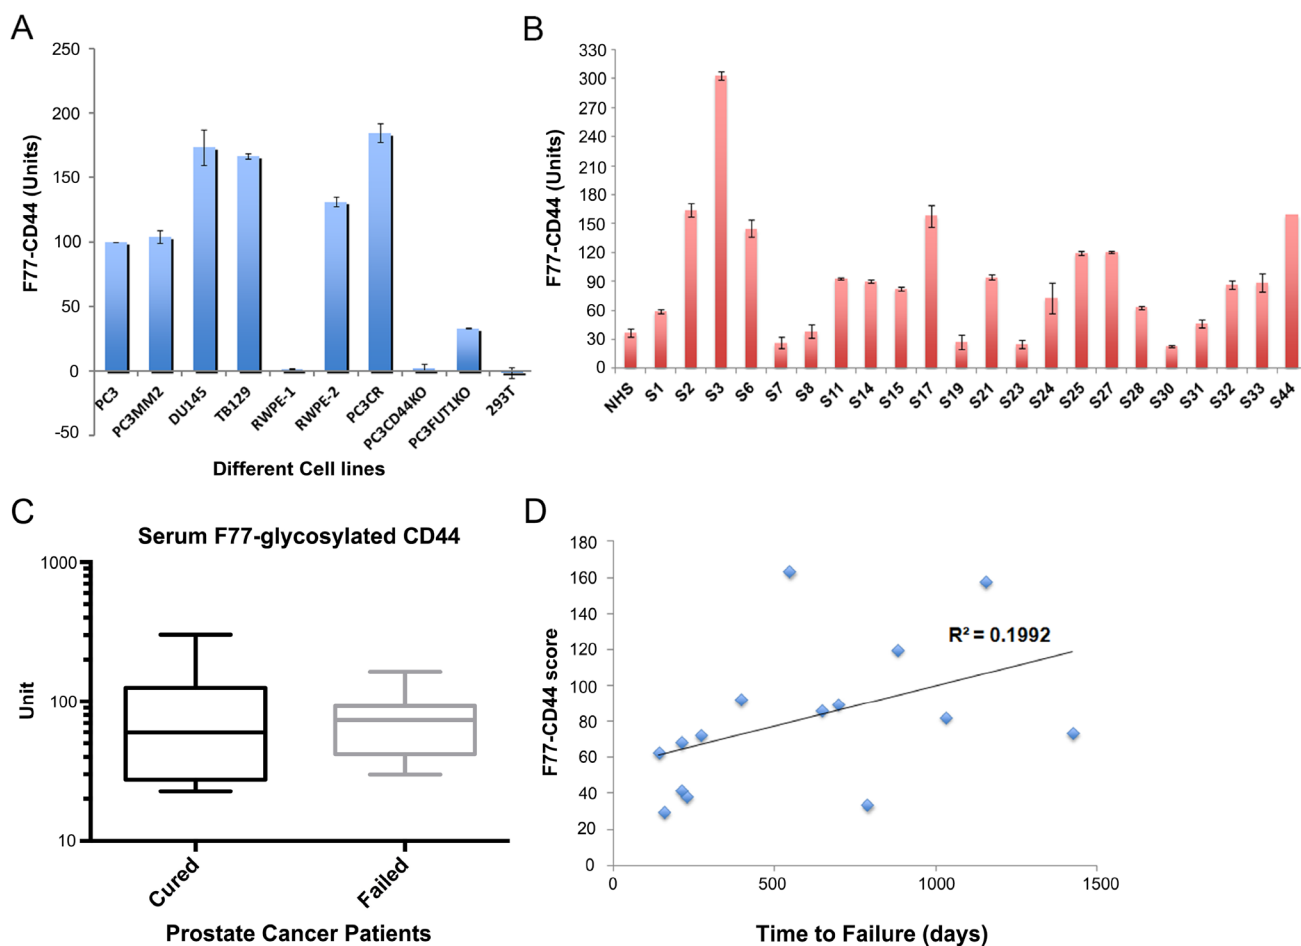 A
F77-CD44 (Units)
250
200
150
100
50
0
-50
PC3
PC3MM2
DU145
TB129
RWPE-1
RWPE-2
PC3CR
PC3CD44KO
PC3FUT1KO
293T
Different Cell lines
B
F77-CD44 (Units)
330
300
270
240
210
180
150
120
90
60
30
0
NHS
S1
S2
S3
S6
S7
S8
S11
S14
S15
S17
S19
S21
S23
S24
S25
S27
S28
S30
S31
S32
S33
S44
C
Serum F77-glycosylated CD44
Unit
1000
100
10
Cured
Failed
Prostate Cancer Patients
D
F77-CD44 score
180
160
140
120
100
80
60
40
20
0
R² = 0.1992
0
500
1000
1500
Time to Failure (days)